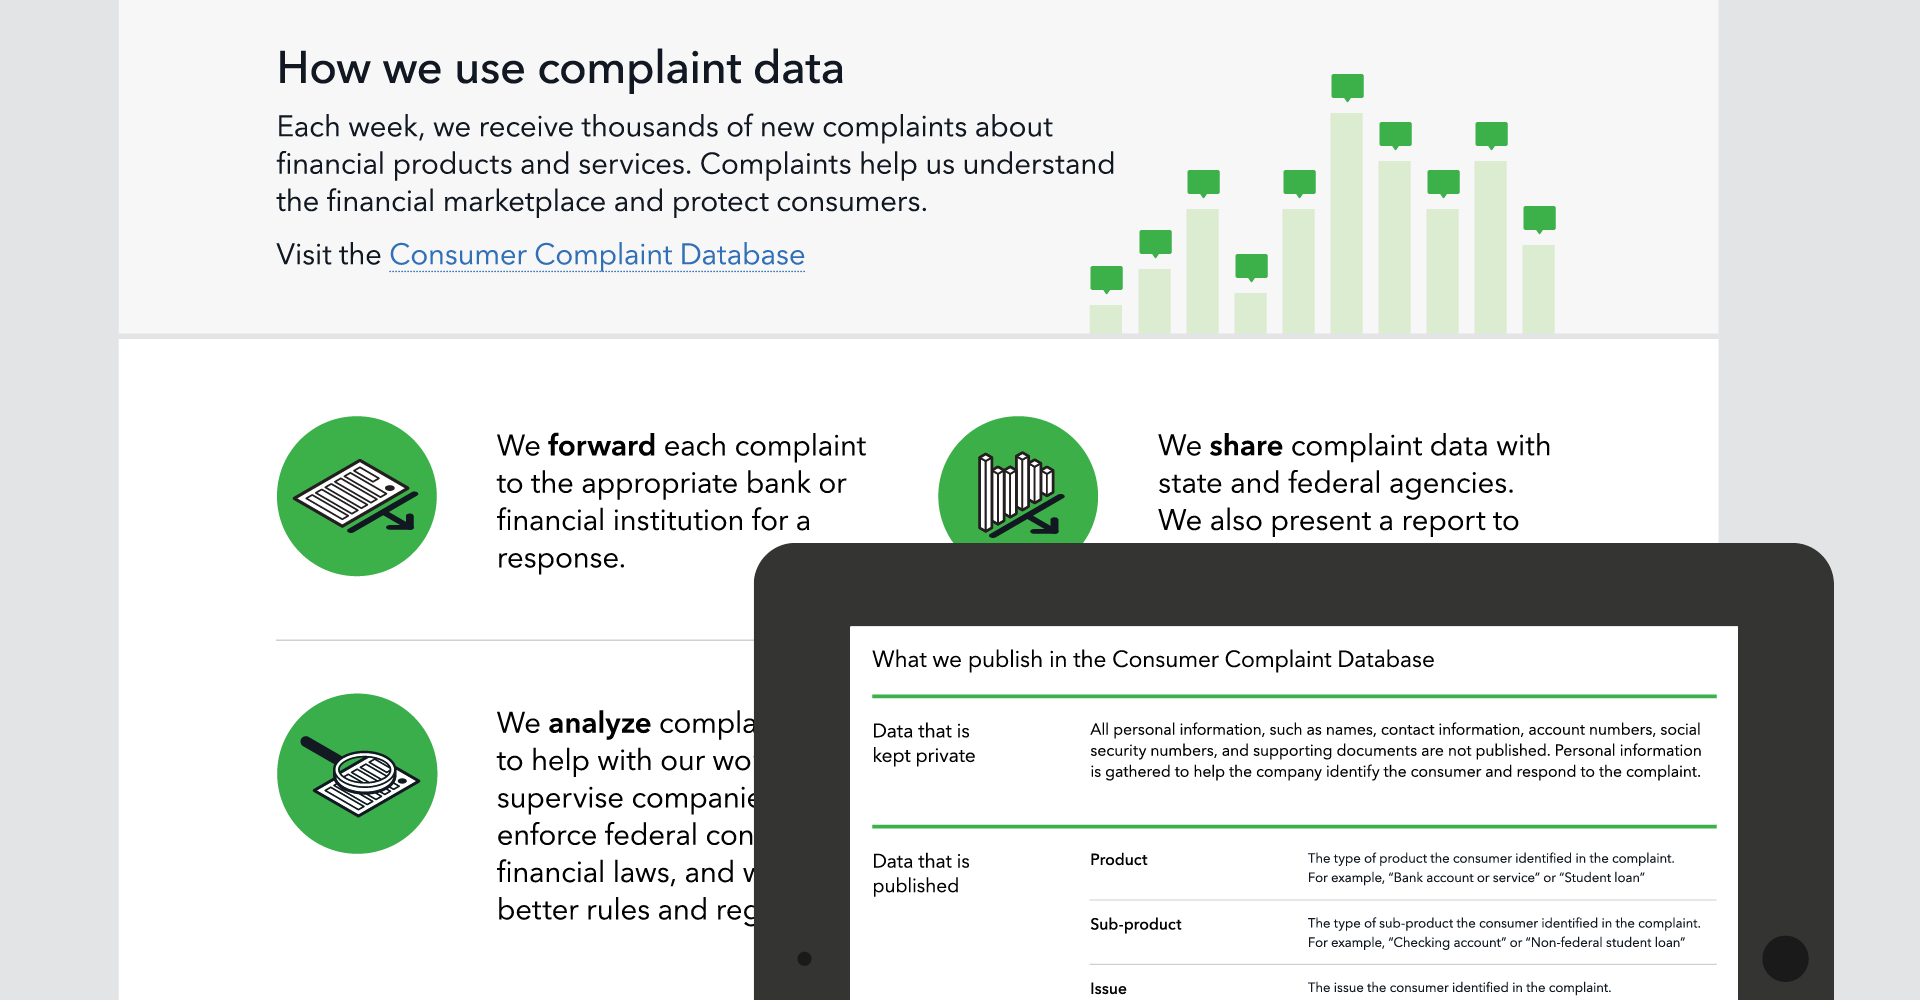 How we use complaint data
Each week, we receive thousands of new complaints about
financial products and services. Complaints help us understand
the financial marketplace and protect consumers.
Visit the Consumer Complaint Database
We forward each complaint
to the appropriate bank or
financial institution for a
response.
We share complaint data with
state and federal agencies.
We also present a report to
We analyze compla
to help with our wo
supervise companie
enforce federal con
financial laws, and w
better rules and reg
What we publish in the Consumer Complaint Database
Data that is
kept private
All personal information, such as names, contact information, account numbers, social
security numbers, and supporting documents are not published. Personal information
is gathered to help the company identify the consumer and respond to the complaint.
Data that is
published
Product
The type of product the consumer identified in the complaint.
For example, “Bank account or service” or “Student loan”
Sub-product
The type of sub-product the consumer identified in the complaint.
For example, “Checking account” or “Non-federal student loan”
Issue
The issue the consumer identified in the complaint.